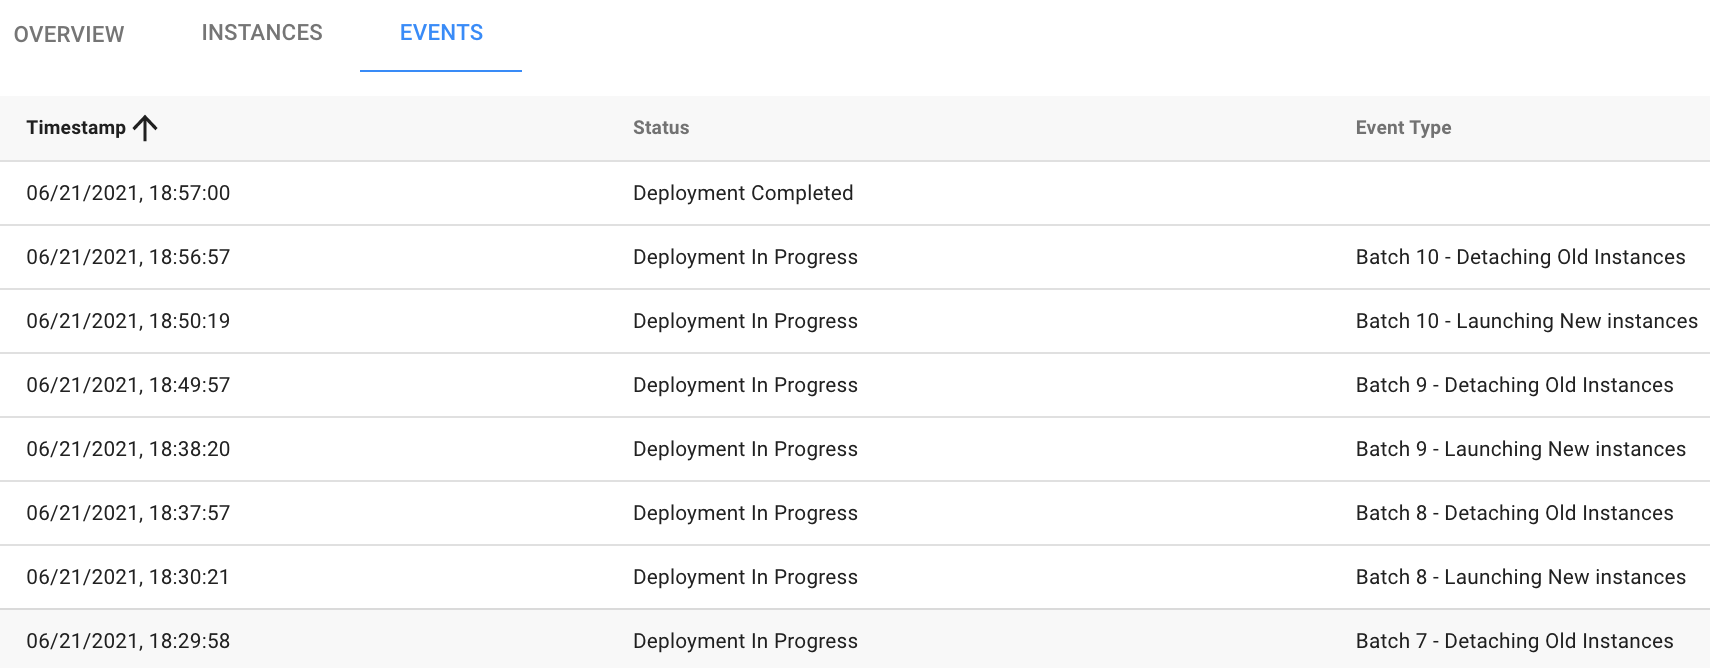 OVERVIEW INSTANCES EVENTS
Timestamp Status Event Type
06/21/2021, 18:57:00 Deployment Completed
06/21/2021, 18:56:57 Deployment In Progress Batch 10 - Detaching Old Instances
06/21/2021, 18:50:19 Deployment In Progress Batch 10 - Launching New instances
06/21/2021, 18:49:57 Deployment In Progress Batch 9 - Detaching Old Instances
06/21/2021, 18:38:20 Deployment In Progress Batch 9 - Launching New instances
06/21/2021, 18:37:57 Deployment In Progress Batch 8 - Detaching Old Instances
06/21/2021, 18:30:21 Deployment In Progress Batch 8 - Launching New instances
06/21/2021, 18:29:58 Deployment In Progress Batch 7 - Detaching Old Instances